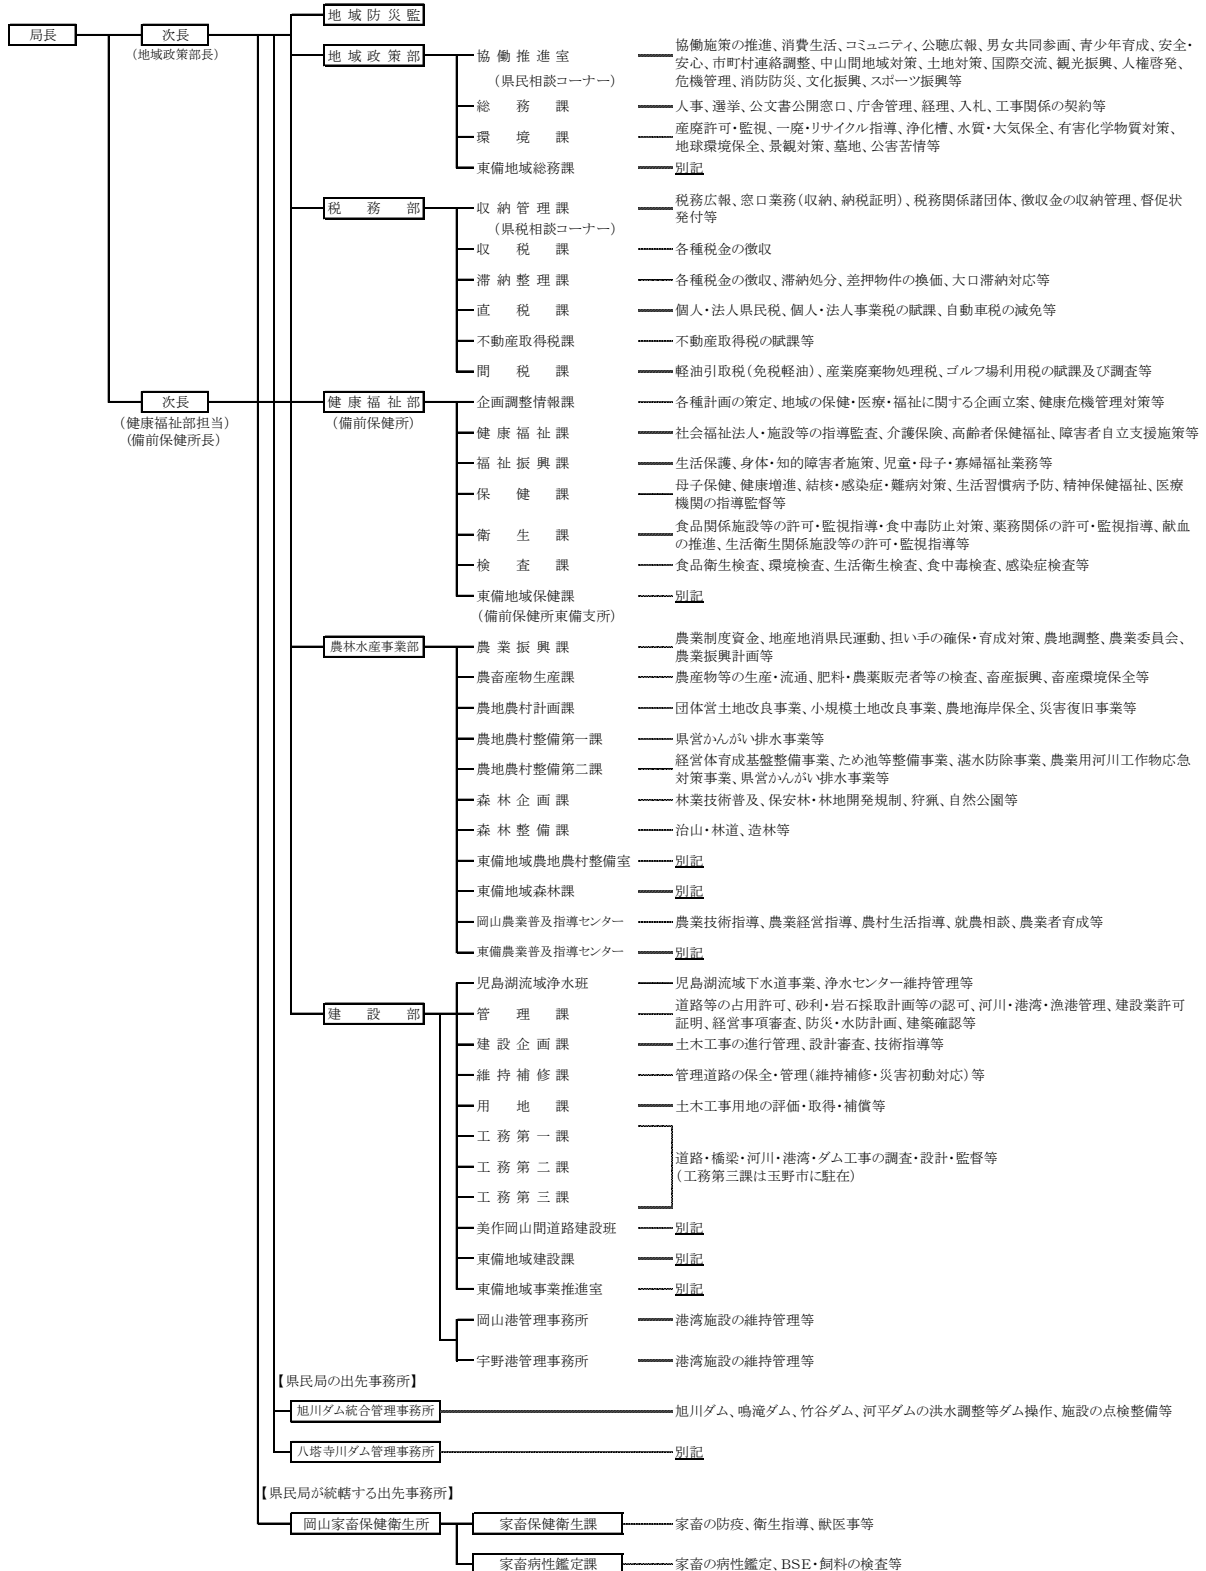 地域防災監
局長
次長
(地域政策部長)
地域政策部
協働推進室
(県民相談コーナー)
協働施策の推進、消費生活、コミュニティ、公聴広報、男女共同参画、青少年育成、安全・
安心、市町村連絡調整、中山間地域対策、土地対策、国際交流、観光振興、人権啓発、
危機管理、消防防災、文化振興、スポーツ振興等
総務課
人事、選挙、公文書公開窓口、庁舎管理、経理、入札、工事関係の契約等
環境課
産廃許可・監視、一廃・リサイクル指導、浄化槽、水質・大気保全、有害化学物質対策、
地球環境保全、景観対策、墓地、公害苦情等
東備地域総務課
別記
税務部
収納管理課
(県税相談コーナー)
税務広報、窓口業務(収納、納税証明)、税務関係諸団体、徴収金の収納管理、督促状
発付等
収税課
各種税金の徴収
滞納整理課
各種税金の徴収、滞納処分、差押物件の換価、大口滞納対応等
直税課
個人・法人県民税、個人・法人事業税の賦課、自動車税の減免等
不動産取得税課
不動産取得税の賦課等
間税課
軽油引取税(免税軽油)、産業廃棄物処理税、ゴルフ場利用税の賦課及び調査等
次長
(健康福祉部担当)
(備前保健所長)
健康福祉部
(備前保健所)
企画調整情報課
各種計画の策定、地域の保健・医療・福祉に関する企画立案、健康危機管理対策等
健康福祉課
社会福祉法人・施設等の指導監査、介護保険、高齢者保健福祉、障害者自立支援施策等
福祉振興課
生活保護、身体・知的障害者施策、児童・母子・寡婦福祉業務等
保健課
母子保健、健康増進、結核・感染症・難病対策、生活習慣病予防、精神保健福祉、医療
機関の指導監督等
衛生課
食品関係施設等の許可・監視指導・食中毒防止対策、薬務関係の許可・監視指導、献血
の推進、生活衛生関係施設等の許可・監視指導等
検査課
食品衛生検査、環境検査、生活衛生検査、食中毒検査、感染症検査等
東備地域保健課
(備前保健所東備支所)
別記
農林水産事業部
農業振興課
農業制度資金、地産地消県民運動、担い手の確保・育成対策、農地調整、農業委員会、
農業振興計画等
農畜産物生産課
農産物等の生産・流通、肥料・農薬販売者等の検査、畜産振興、畜産環境保全等
農地農村計画課
団体営土地改良事業、小規模土地改良事業、農地海岸保全、災害復旧事業等
農地農村整備第一課
県営かんがい排水事業等
農地農村整備第二課
経営体育成基盤整備事業、ため池等整備事業、湛水防除事業、農業用河川工作物応急
対策事業、県営かんがい排水事業等
森林企画課
林業技術普及、保安林・林地開発規制、狩猟、自然公園等
森林整備課
治山・林道、造林等
東備地域農地農村整備室
別記
東備地域森林課
別記
岡山農業普及指導センター
農業技術指導、農業経営指導、農村生活指導、就農相談、農業者育成等
東備農業普及指導センター
別記
建設部
児島湖流域浄水班
児島湖流域下水道事業、浄水センター維持管理等
管理課
道路等の占用許可、砂利・岩石採取計画等の認可、河川・港湾・漁港管理、建設業許可
証明、経営事項審査、防災・水防計画、建築確認等
建設企画課
土木工事の進行管理、設計審査、技術指導等
維持補修課
管理道路の保全・管理(維持補修・災害初動対応)等
用地課
土木工事用地の評価・取得・補償等
工務第一課
工務第二課
工務第三課
道路・橋梁・河川・港湾・ダム工事の調査・設計・監督等
(工務第三課は玉野市に駐在)
美作岡山間道路建設班
別記
東備地域建設課
別記
東備地域事業推進室
別記
岡山港管理事務所
港湾施設の維持管理等
宇野港管理事務所
港湾施設の維持管理等
【県民局の出先事務所】
旭川ダム統合管理事務所
旭川ダム、鳴滝ダム、竹谷ダム、河平ダムの洪水調整等ダム操作、施設の点検整備等
八塔寺川ダム管理事務所
別記
【県民局が統轄する出先事務所】
岡山家畜保健衛生所
家畜保健衛生課
家畜の防疫、衛生指導、獣医事等
家畜病性鑑定課
家畜の病性鑑定、BSE・飼料の検査等